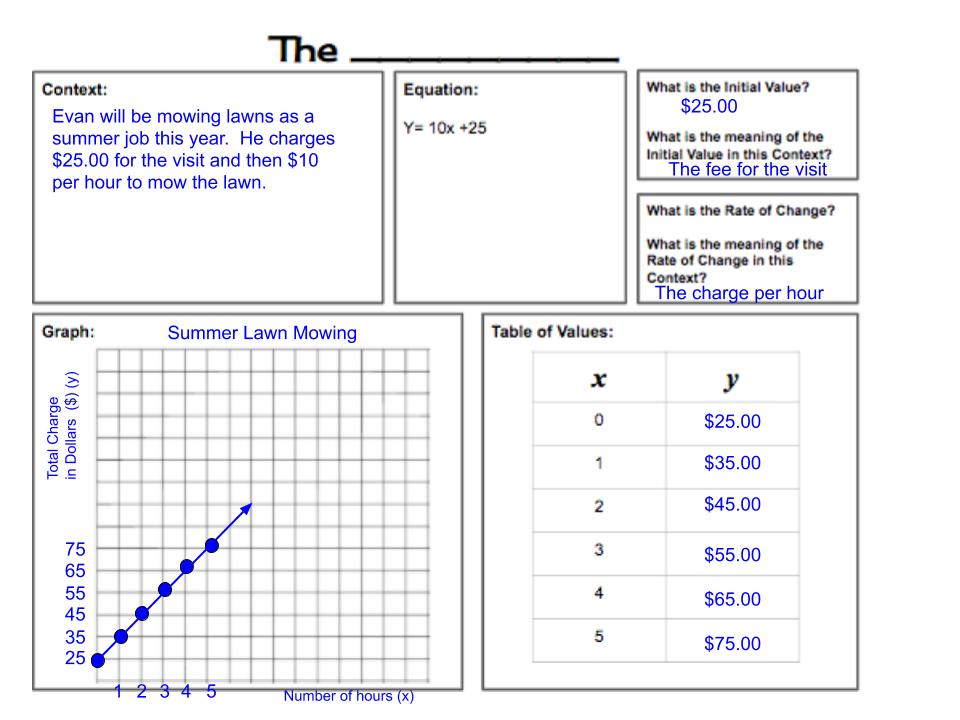 The ______________
Context:
Evan will be mowing lawns as a
summer job this year.  He charges
$25.00 for the visit and then $10
per hour to mow the lawn.
Equation:
Y= 10x +25
What is the Initial Value?
$25.00
What is the meaning of the
Initial Value in this Context?
The fee for the visit
What is the Rate of Change?
What is the meaning of the
Rate of Change in this
Context?
The charge per hour
Graph:
Summer Lawn Mowing
Total Charge
in Dollars  ($) (y)
75
65
55
45
35
25
1 2 3 4 5
Number of hours (x)
Table of Values:
x y
0 $25.00
1 $35.00
2 $45.00
3 $55.00
4 $65.00
5 $75.00